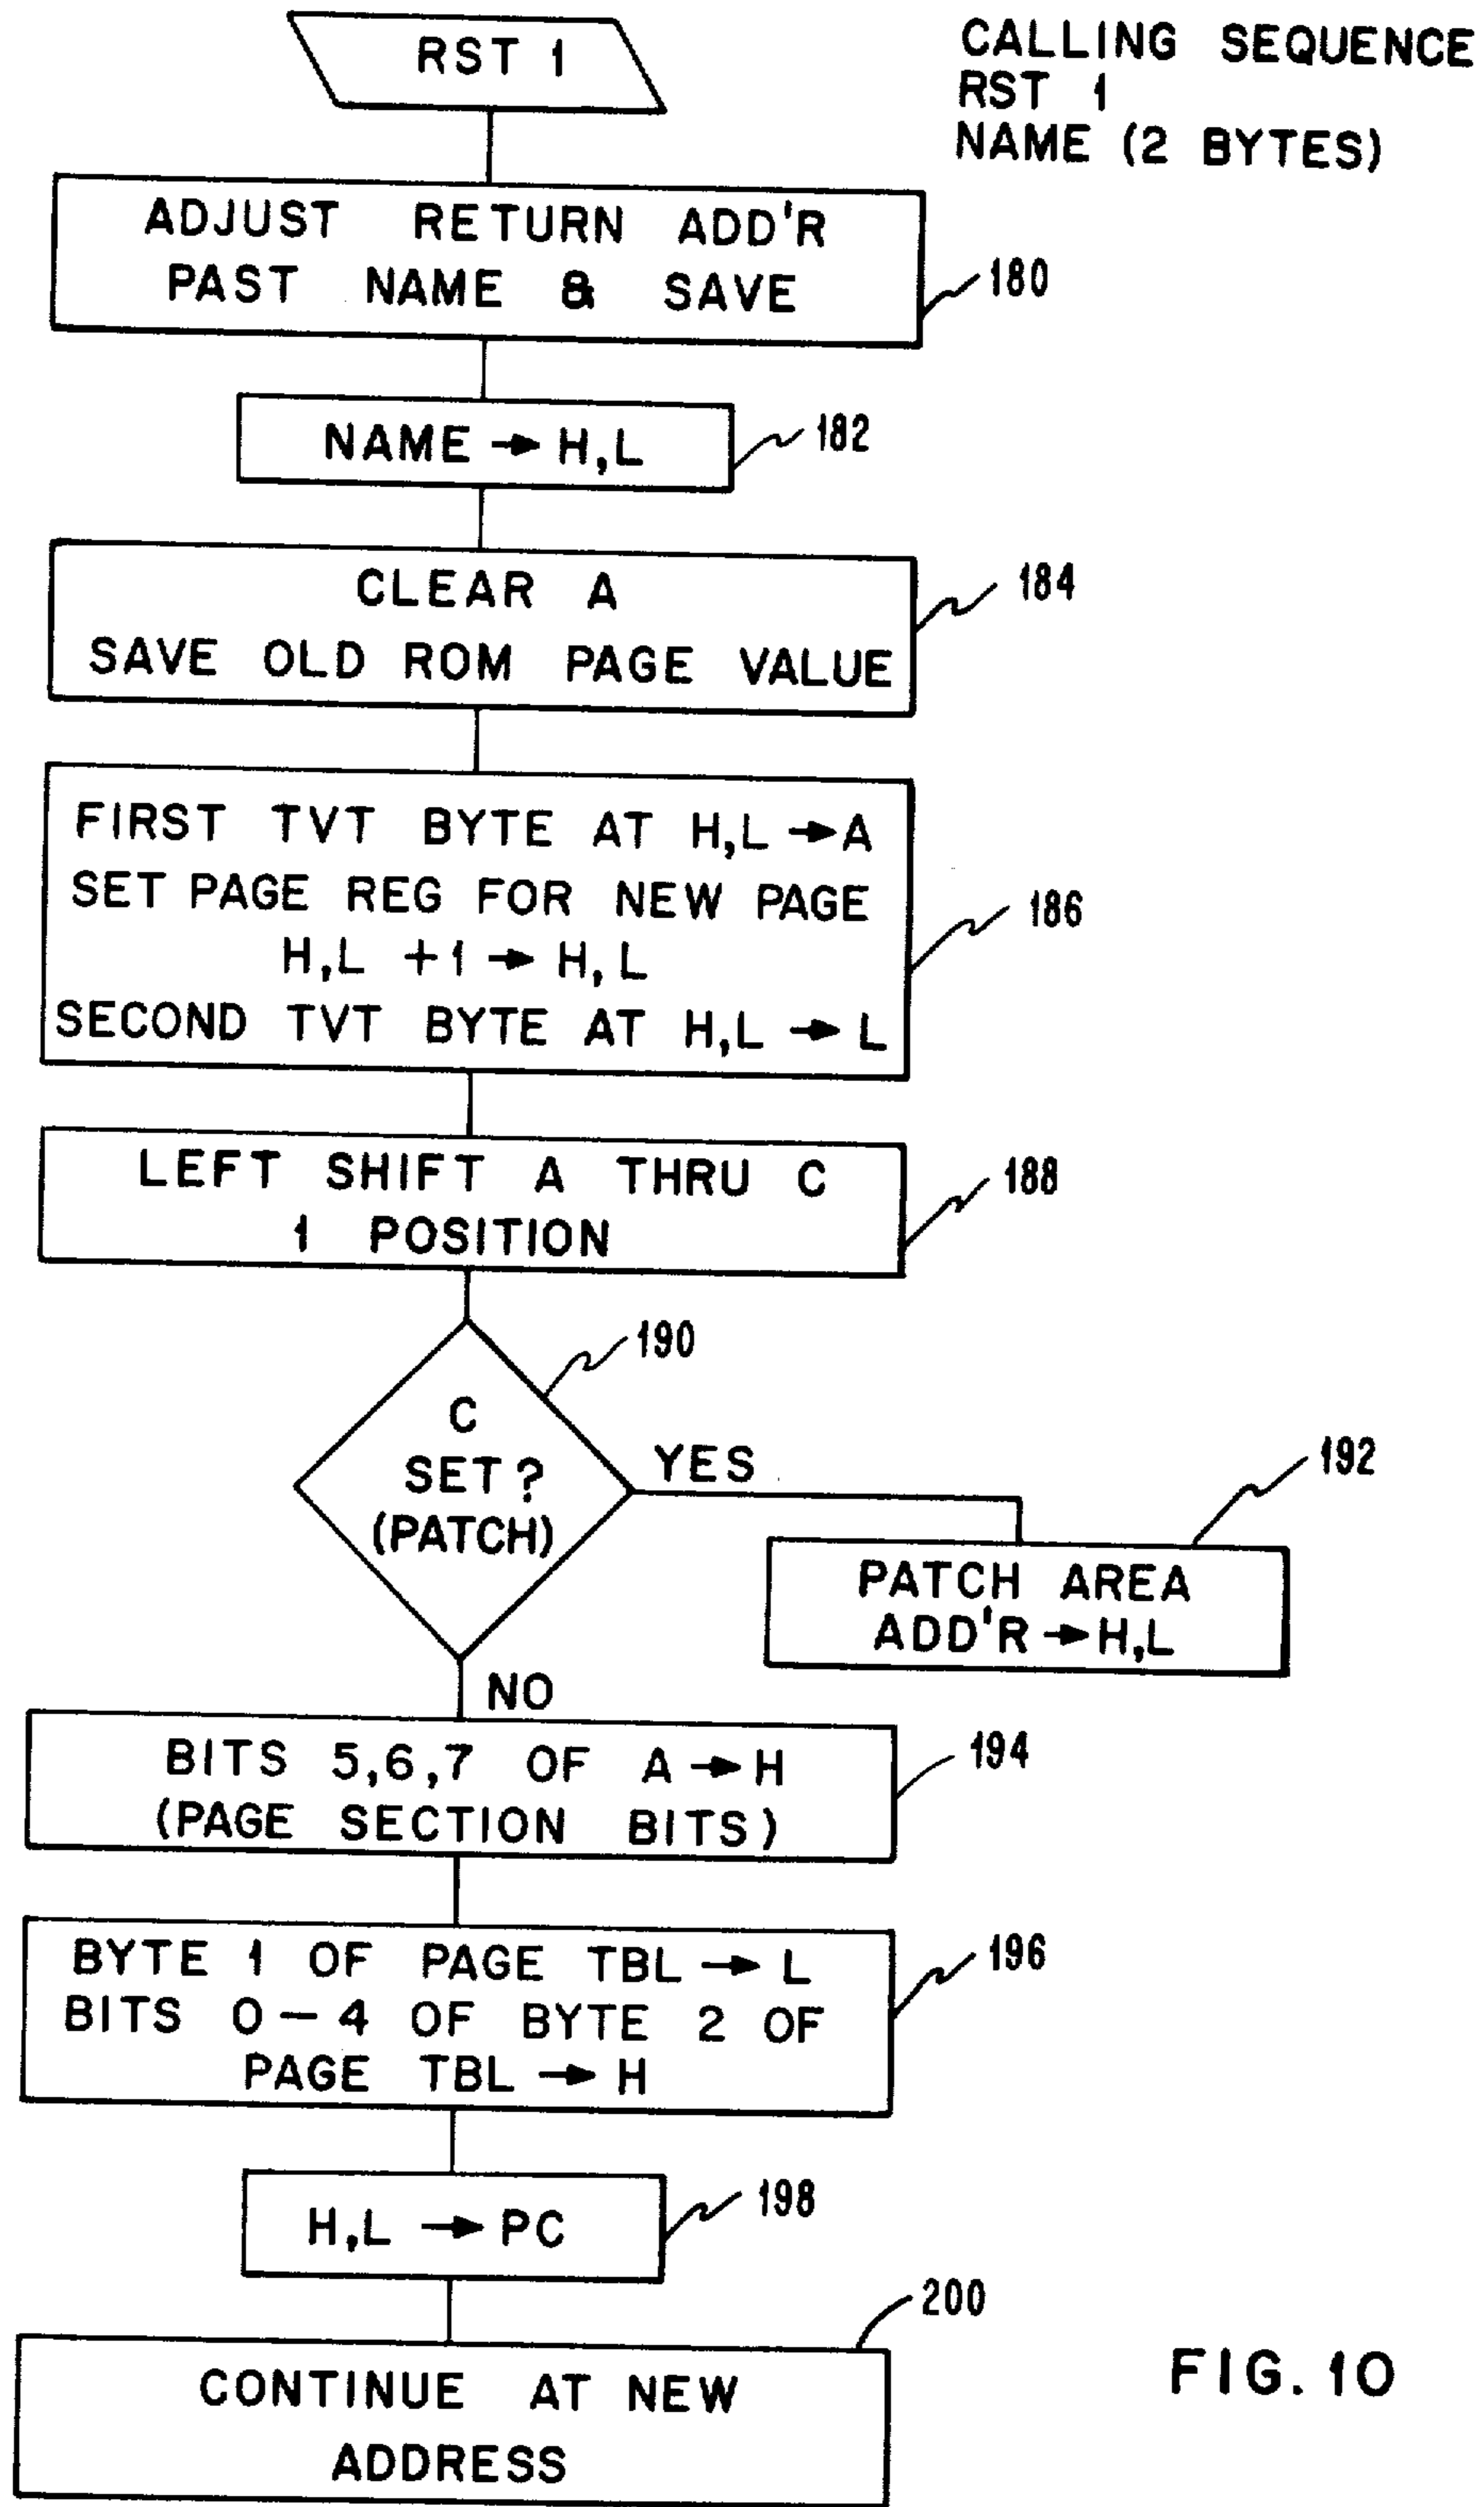 RST 1
CALLING SEQUENCE
RST 1
NAME (2 BYTES)
ADJUST RETURN ADD'R
PAST NAME & SAVE
180
NAME → H,L
182
CLEAR A
SAVE OLD ROM PAGE VALUE
184
FIRST TVT BYTE AT H,L → A
SET PAGE REG FOR NEW PAGE
H,L +1 → H,L
SECOND TVT BYTE AT H,L → L
186
LEFT SHIFT A THRU C
1 POSITION
188
190
C
SET?
(PATCH)
YES
192
PATCH AREA
ADD'R → H,L
NO
BITS 5,6,7 OF A → H
(PAGE SECTION BITS)
194
BYTE 1 OF PAGE TBL → L
BITS 0-4 OF BYTE 2 OF
PAGE TBL → H
196
H,L → PC
198
200
CONTINUE AT NEW
ADDRESS
FIG. 10